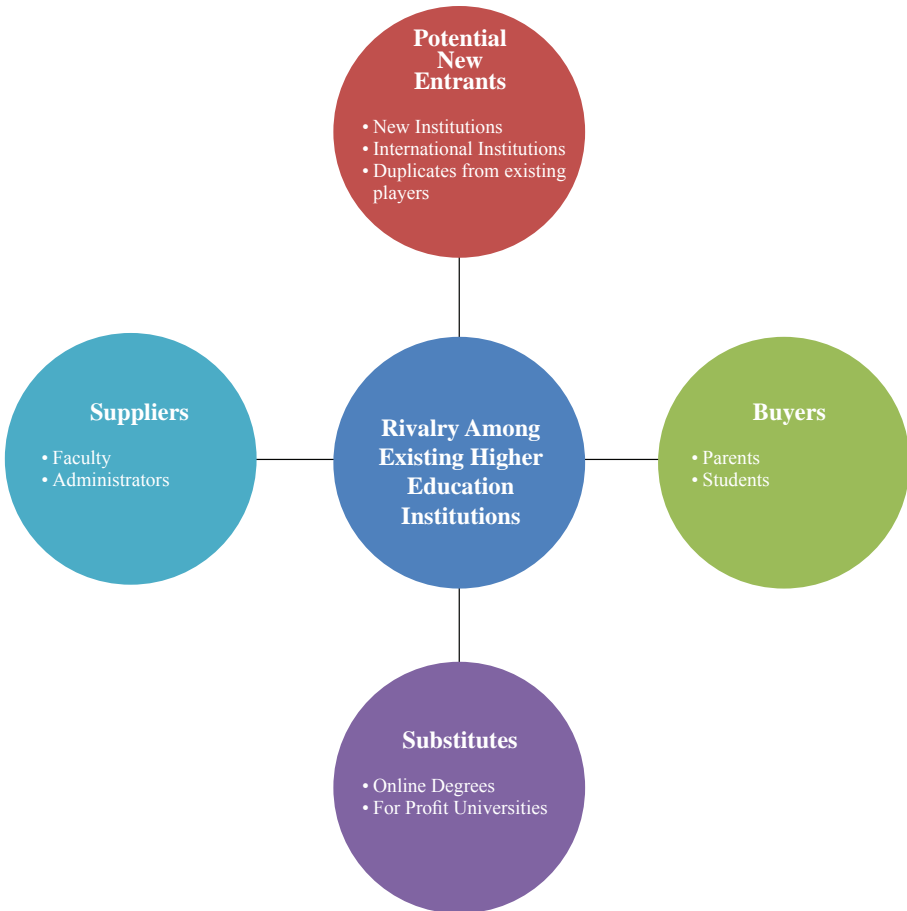 Potential
New
Entrants
• New Institutions
• International Institutions
• Duplicates from existing
players
Suppliers
• Faculty
• Administrators
Rivalry Among
Existing Higher
Education
Institutions
Buyers
• Parents
• Students
Substitutes
• Online Degrees
• For Profit Universities